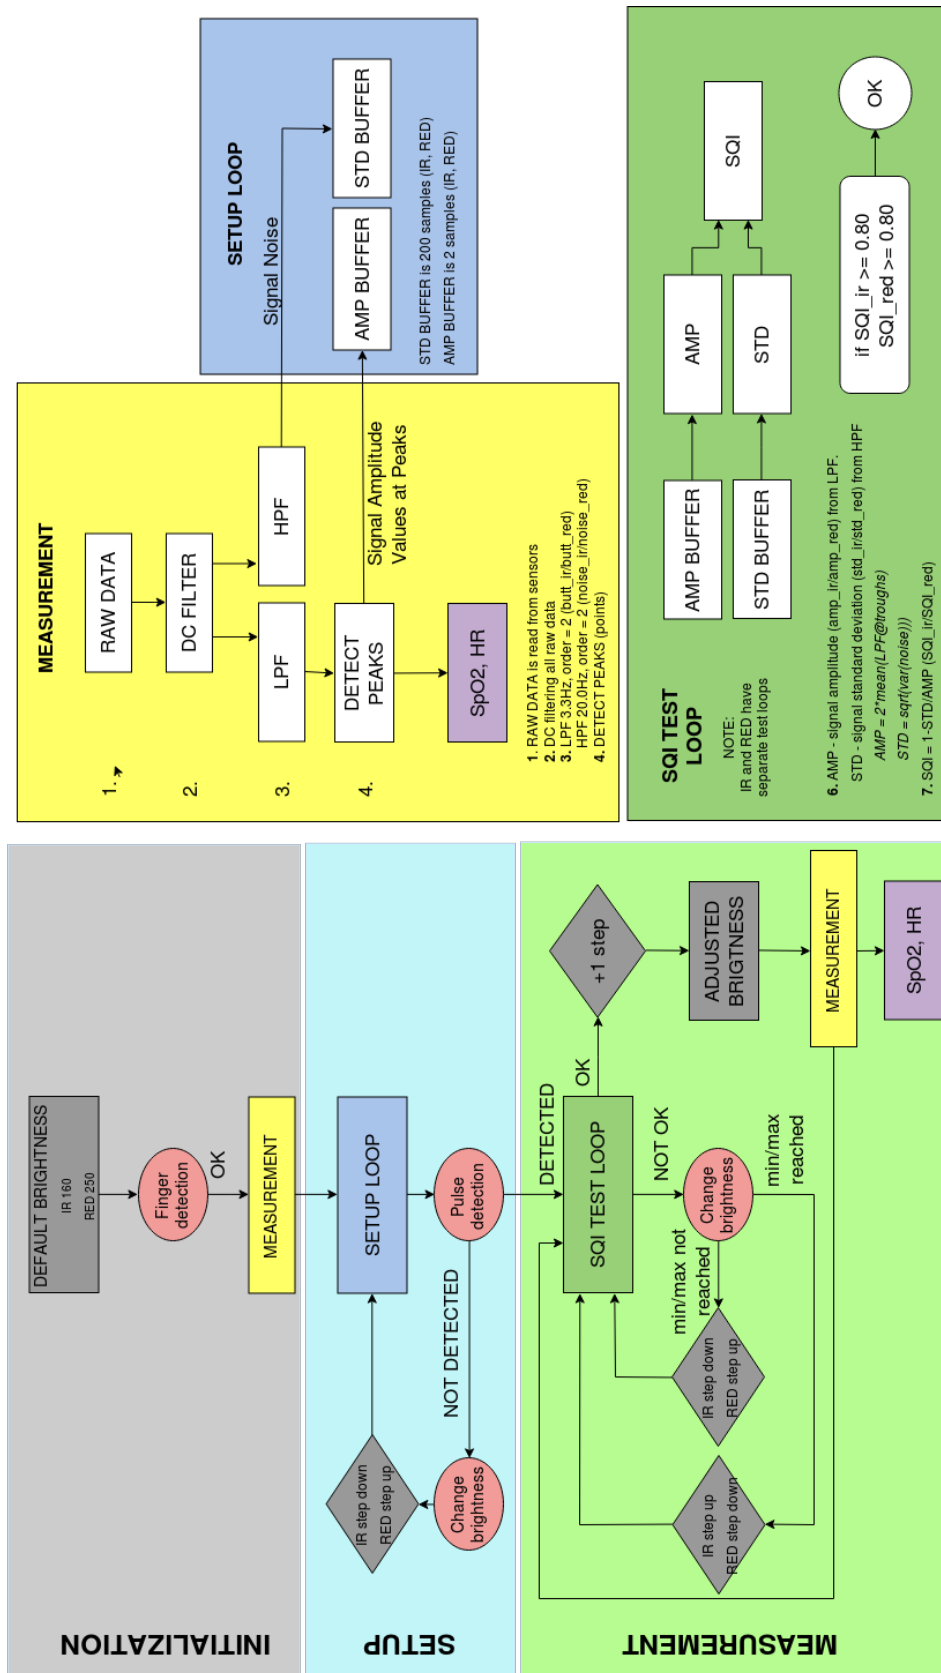 INITIALIZATION
DEFAULT BRIGHTNESS
IR 160
RED 250
Finger
detection
OK
MEASUREMENT
SETUP
SETUP LOOP
Pulse
detection
NOT DETECTED
Change
brightness
IR step down
RED step up
DETECTED
MEASUREMENT
SQI TEST LOOP
OK
+1 step
ADJUSTED
BRIGTNESS
MEASUREMENT
SpO2, HR
NOT OK
Change
brightness
min/max not
reached
min/max
reached
IR step down
RED step up
IR step up
RED step down
MEASUREMENT
1.
RAW DATA
2.
DC FILTER
3.
LPF
HPF
4.
DETECT
PEAKS
SpO2, HR
Signal Noise
Signal Amplitude
Values at Peaks
1. RAW DATA is read from sensors
2. DC filtering all raw data
3. LPF 3.3Hz, order = 2 (butt_ir/butt_red)
HPF 20.0Hz, order = 2 (noise_ir/noise_red)
4. DETECT PEAKS (points)
SETUP LOOP
AMP BUFFER
STD BUFFER
STD BUFFER is 200 samples (IR, RED)
AMP BUFFER is 2 samples (IR, RED)
SQI TEST
LOOP
NOTE:
IR and RED have
separate test loops
AMP BUFFER
AMP
STD BUFFER
STD
SQI
6. AMP - signal amplitude (amp_ir/amp_red) from LPF.
STD - signal standard deviation (std_ir/std_red) from HPF
AMP = 2*mean(LPF@troughs)
STD = sqrt(var(noise)))
7. SQI = 1-STD/AMP (SQI_ir/SQI_red)
if SQI_ir >= 0.80
SQI_red >= 0.80
OK